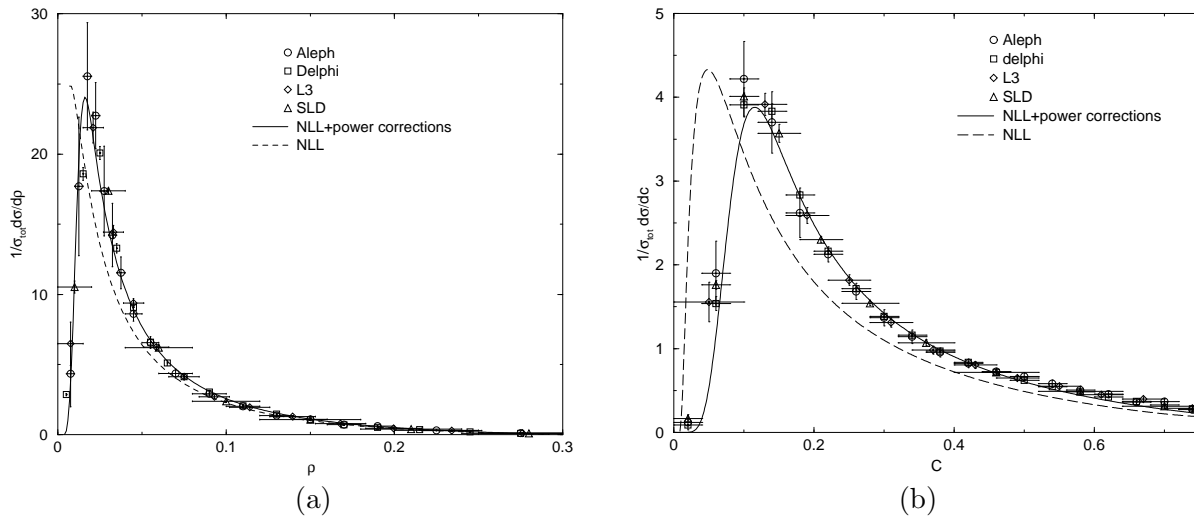 30
20
10
0
1/σ_tot dσ/dρ
Aleph
Delphi
L3
SLD
NLL+power corrections
NLL
0 0.1 0.2 0.3
ρ
(a)
5
4
3
2
1
0
1/σ_tot dσ/dc
Aleph
delphi
L3
SLD
NLL+power corrections
NLL
0 0.2 0.4 0.6
C
(b)